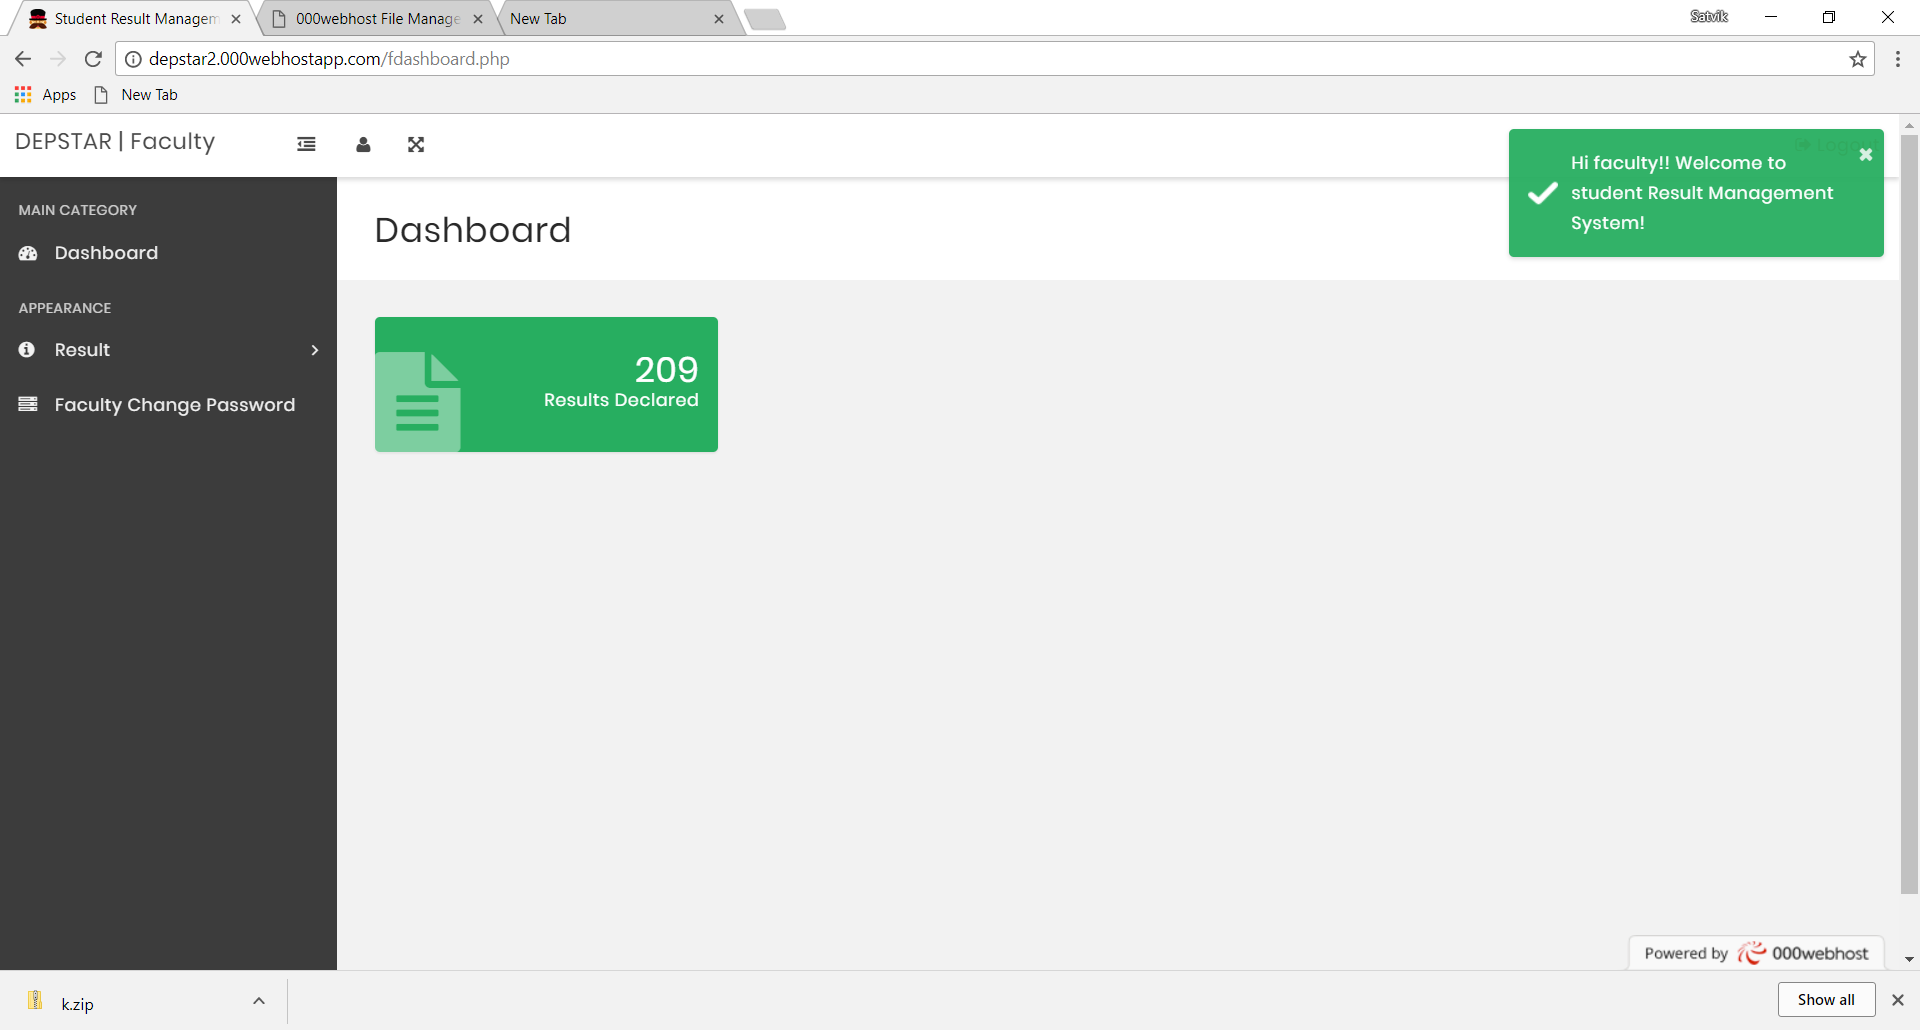 Student Result Managem
000webhost File Manage
New Tab
Satvik
depstar2.000webhostapp.com/fdashboard.php
Apps
New Tab
DEPSTAR | Faculty
Hi faculty!! Welcome to
student Result Management
System!
MAIN CATEGORY
Dashboard
Dashboard
APPEARANCE
Result
Faculty Change Password
209
Results Declared
Powered by 000webhost
k.zip
Show all